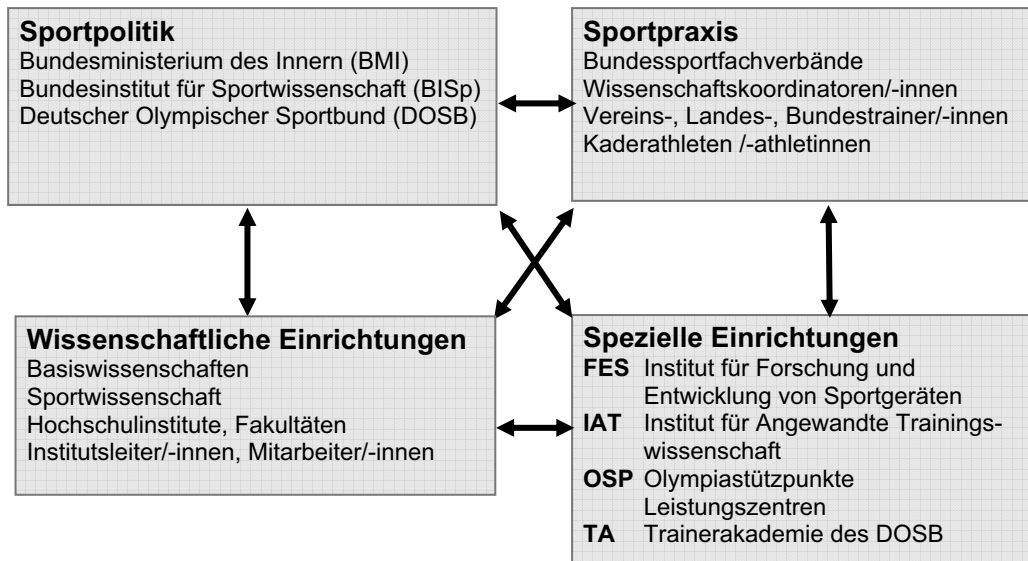 Sportpolitik
Bundesministerium des Innern (BMI)
Bundesinstitut für Sportwissenschaft (BISp)
Deutscher Olympischer Sportbund (DOSB)
Sportpraxis
Bundessportfachverbände
Wissenschaftskoordinatoren/-innen
Vereins-, Landes-, Bundestrainer/-innen
Kaderathleten /-athletinnen
Wissenschaftliche Einrichtungen
Basiswissenschaften
Sportwissenschaft
Hochschulinstitute, Fakultäten
Institutsleiter/-innen, Mitarbeiter/-innen
Spezielle Einrichtungen
FES Institut für Forschung und
Entwicklung von Sportgeräten
IAT Institut für Angewandte Trainings-
wissenschaft
OSP Olympiastützpunkte
Leistungszentren
TA Trainerakademie des DOSB